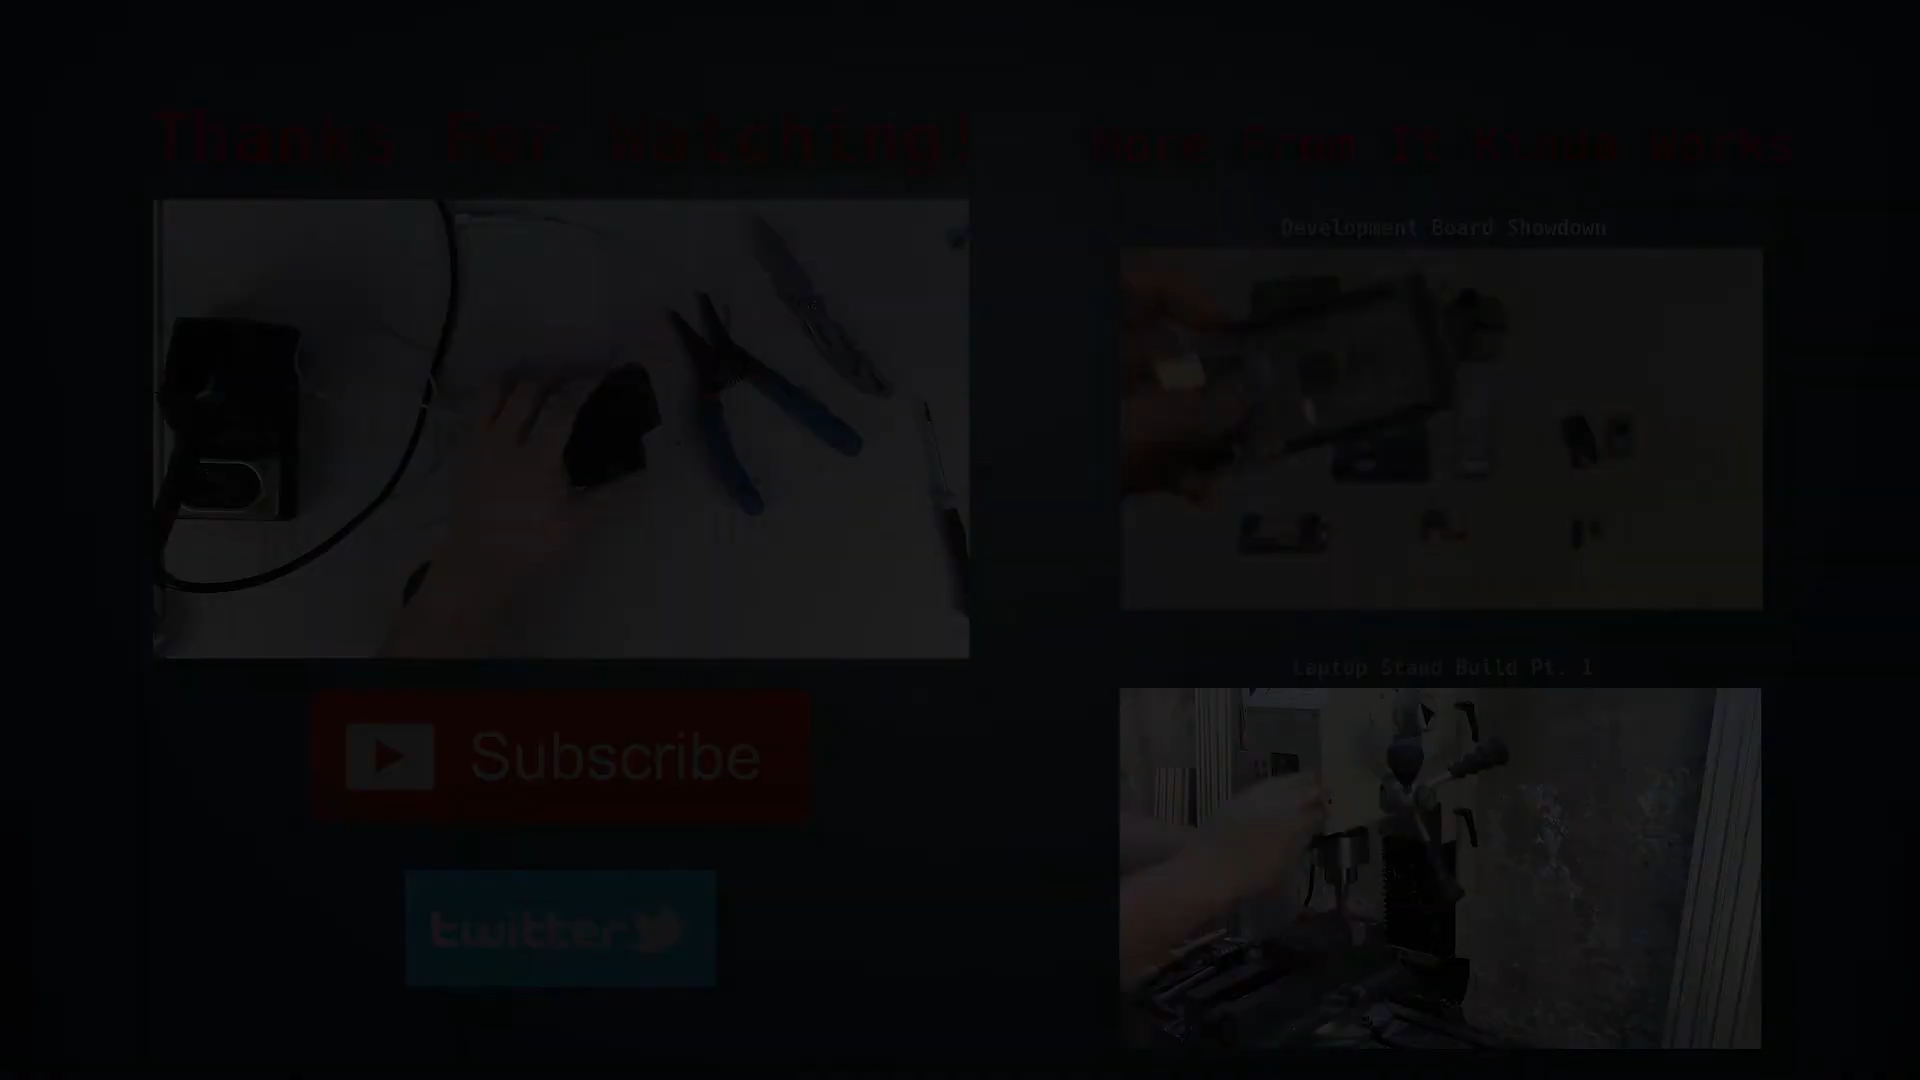 Thanks For Watching!
Subscribe
twitter
More From It Kinda Works
Development Board Showdown
Laptop Stand Build Pt. 1